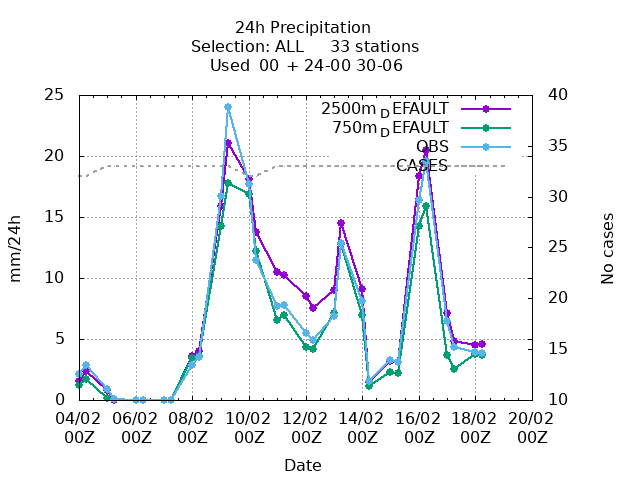 24h Precipitation
Selection: ALL 33 stations
Used 00 + 24-00 30-06
25 40
2500m_DEFAULT
750m_DEFAULT
OBS
CASES
20
15
10
5
0
35
30
25
20
15
10
mm/24h
No cases
04/02 06/02 08/02 10/02 12/02 14/02 16/02 18/02 20/02
00Z 00Z 00Z 00Z 00Z 00Z 00Z 00Z 00Z
Date